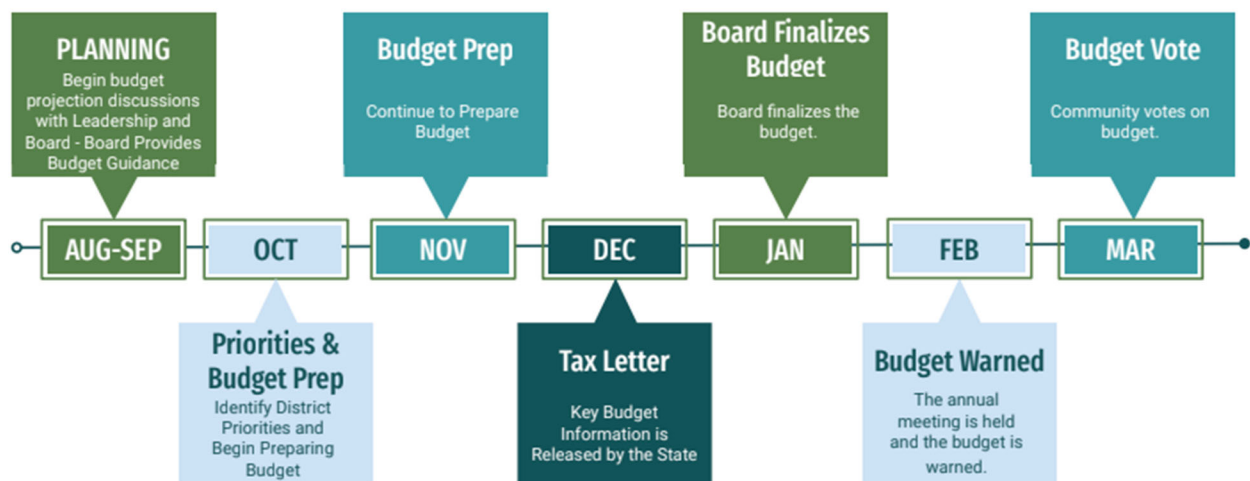 PLANNING
Begin budget
projection discussions
with Leadership and
Board - Board Provides
Budget Guidance
Budget Prep
Continue to Prepare
Budget
Board Finalizes
Budget
Board finalizes the
budget.
Budget Vote
Community votes on
budget.
AUG-SEP
OCT
NOV
DEC
JAN
FEB
MAR
Priorities &
Budget Prep
Identify District
Priorities and
Begin Preparing
Budget
Tax Letter
Key Budget
Information is
Released by the State
Budget Warned
The annual
meeting is held
and the budget is
warned.